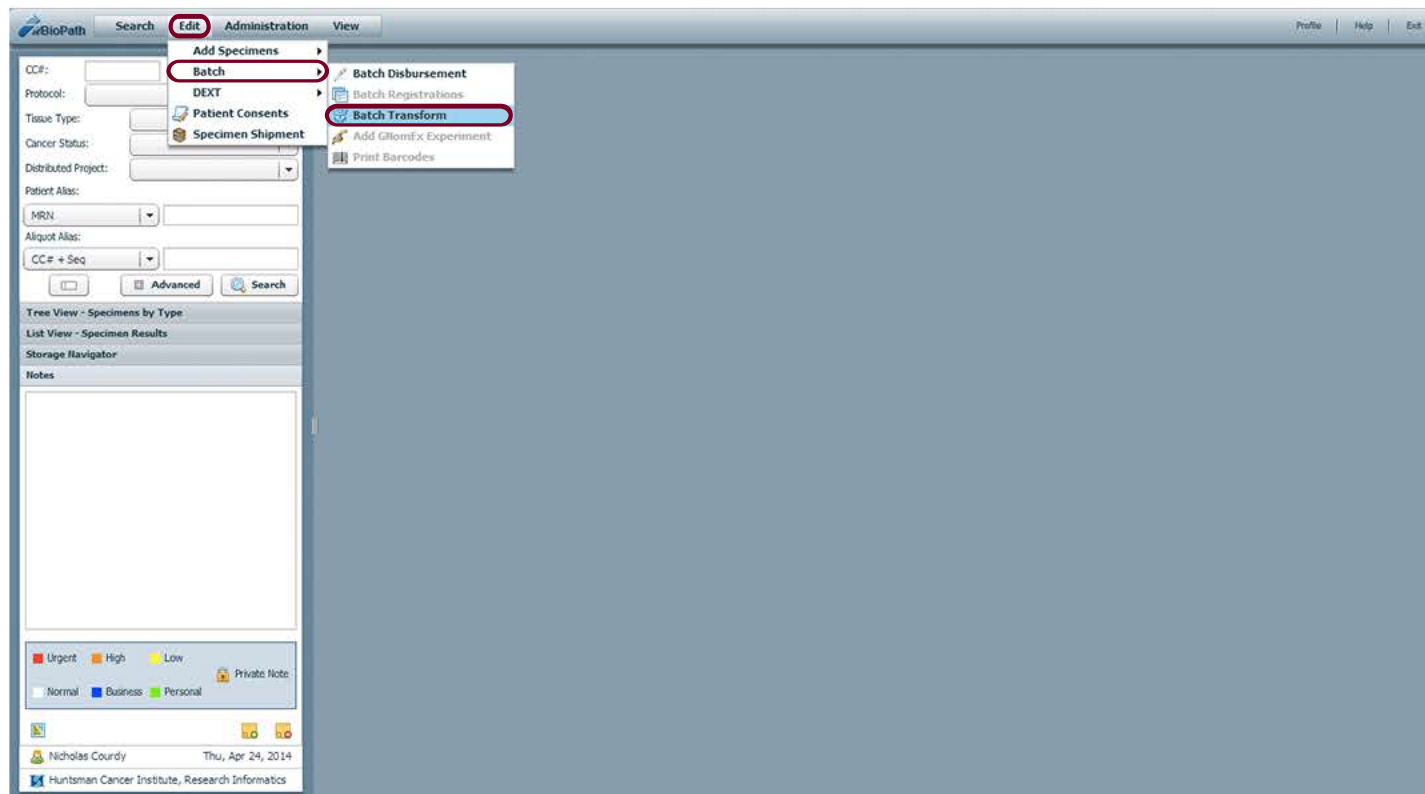 itBioPath Search Edit Administration View Profile | Help | Exit
Add Specimens
Batch
DEXT
Patient Consents
Specimen Shipment
Batch Disbursement
Batch Registrations
Batch Transform
Add GNomEx Experiment
Print Barcodes
CC#:
Protocol:
Tissue Type:
Cancer Status:
Distributed Project:
Patient Alias:
MRN
Aliquot Alias:
CC# + Seq
Advanced Search
Tree View - Specimens by Type
List View - Specimen Results
Storage Navigator
Notes
Urgent High Low
Private Note
Normal Business Personal
Nicholas Courdy Thu, Apr 24, 2014
Huntsman Cancer Institute, Research Informatics